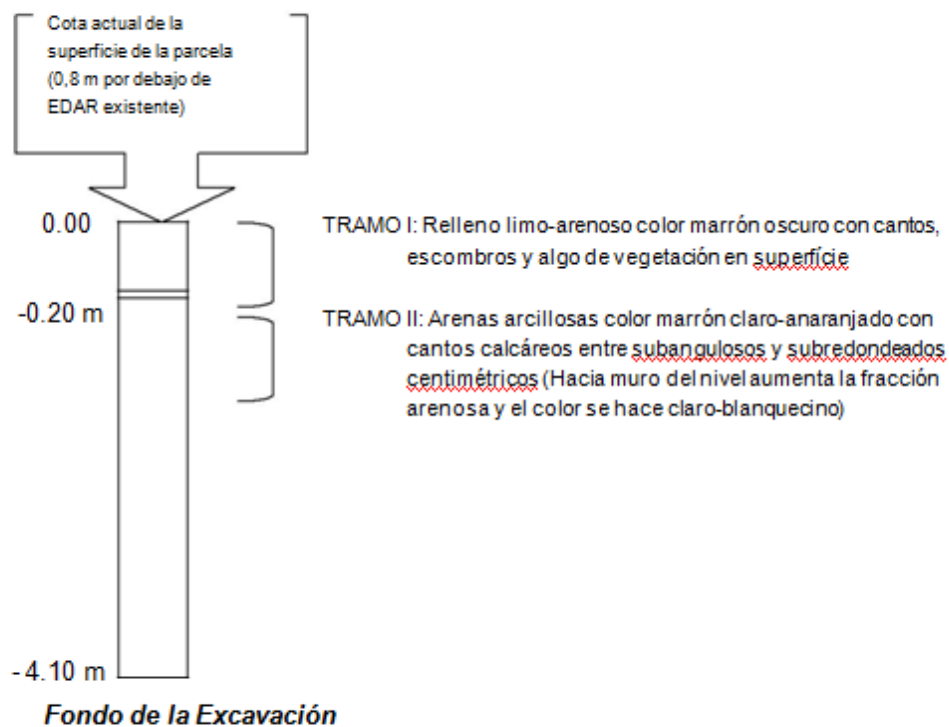 Cota actual de la
superficie de la parcela
(0,8 m por debajo de
EDAR existente)
0.00
TRAMO I: Relleno limo-arenoso color marrón oscuro con cantos,
escombros y algo de vegetación en superfície
-0.20 m
TRAMO II: Arenas arcillosas color marrón claro-anaranjado con
cantos calcáreos entre subangulosos y subredondeados
centimétricos (Hacia muro del nivel aumenta la fracción
arenosa y el color se hace claro-blanquecino)
- 4.10 m
Fondo de la Excavación